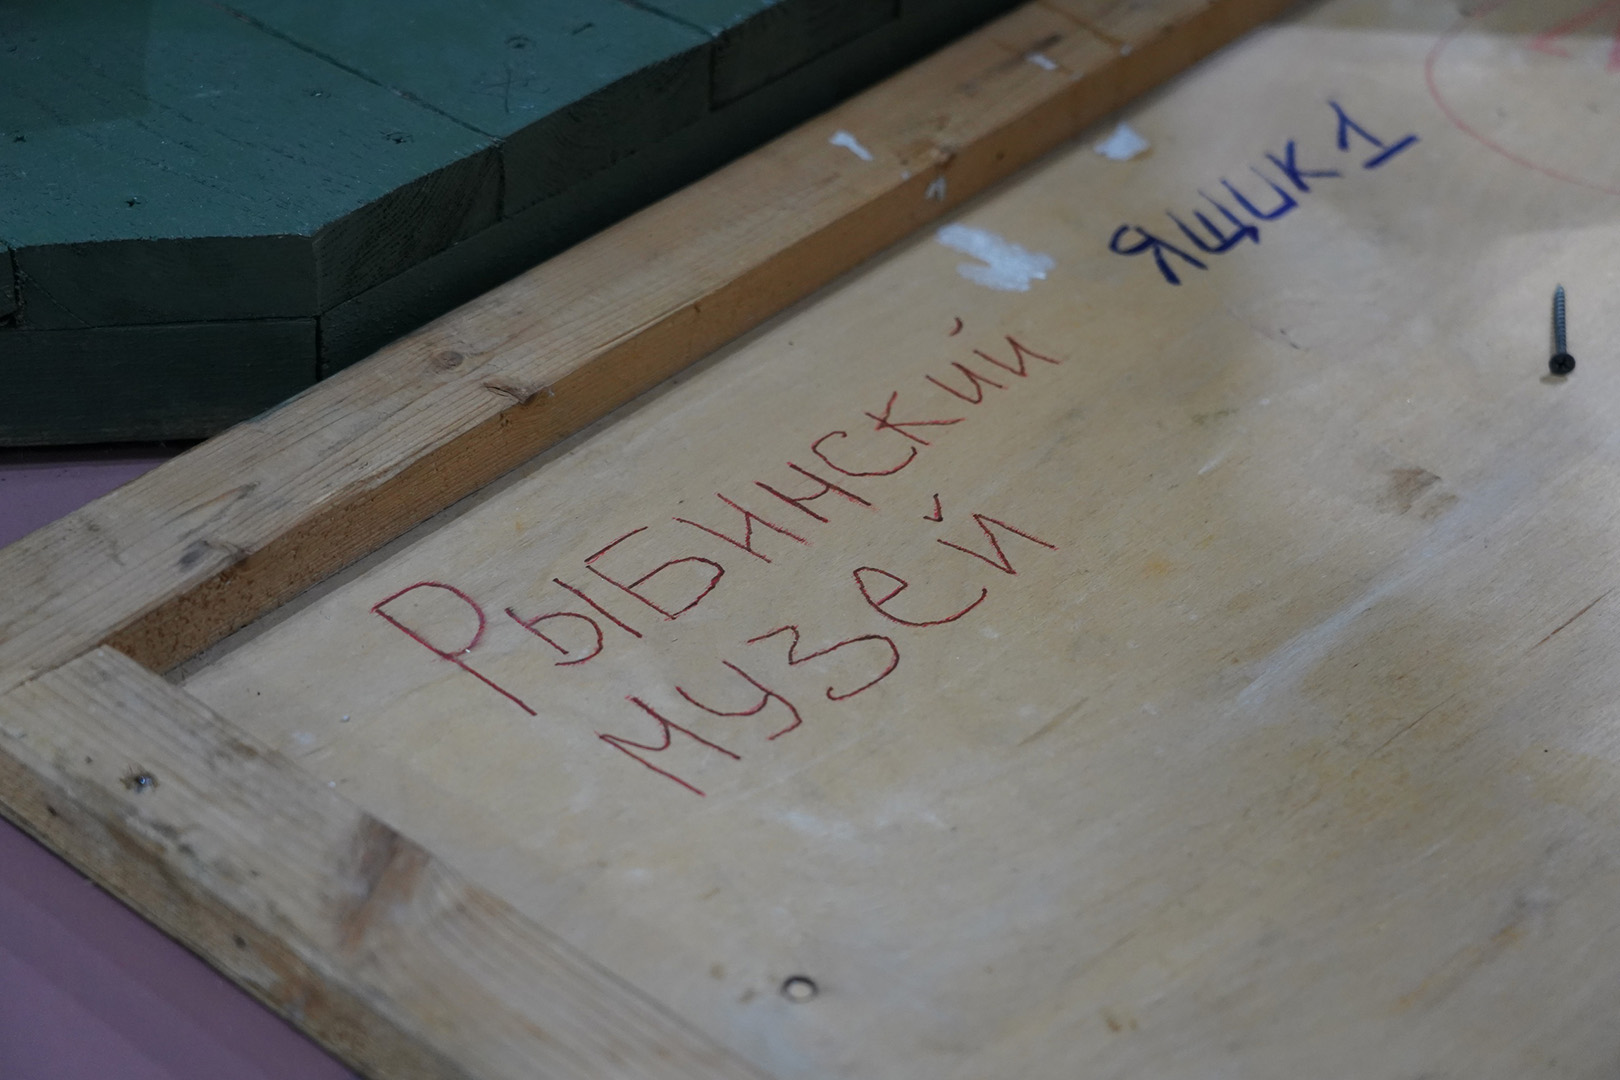 Ящик 1
Рыбинский
музей